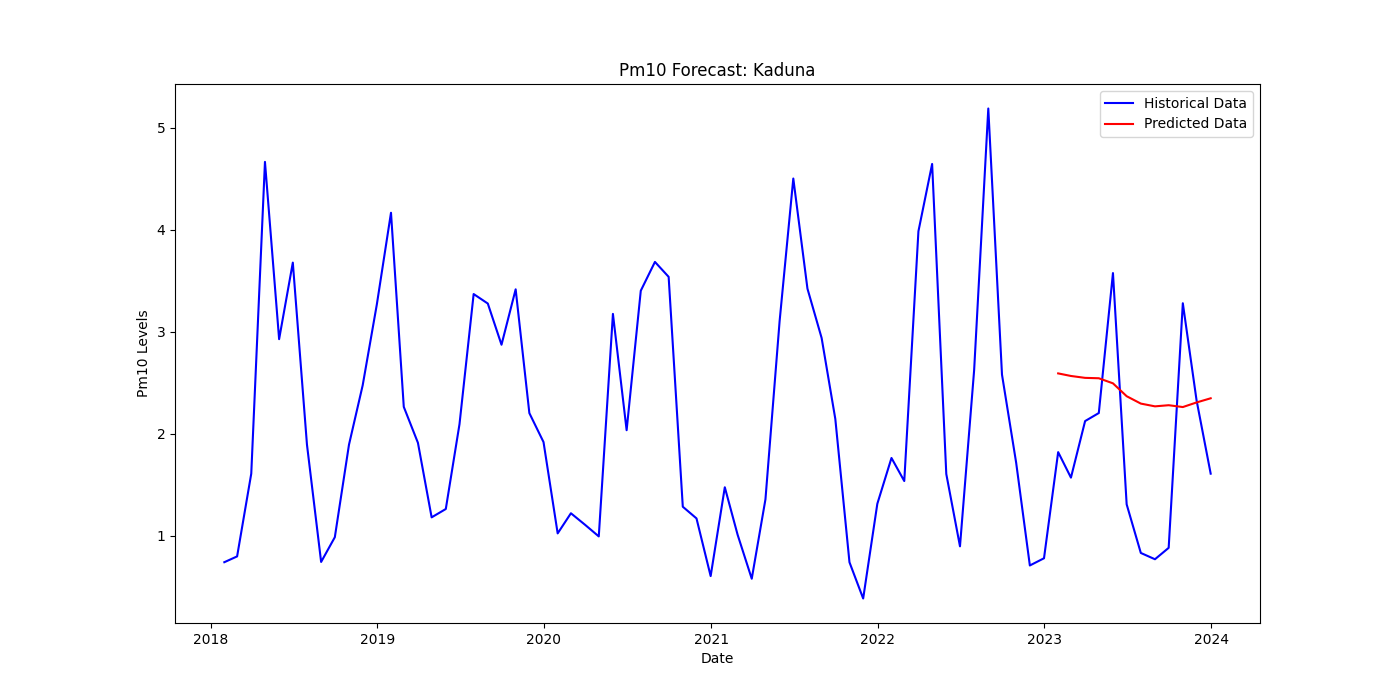 Pm10 Forecast: Kaduna
Historical Data
Predicted Data
Pm10 Levels
5
4
3
2
1
2018 2019 2020 2021 2022 2023 2024
Date